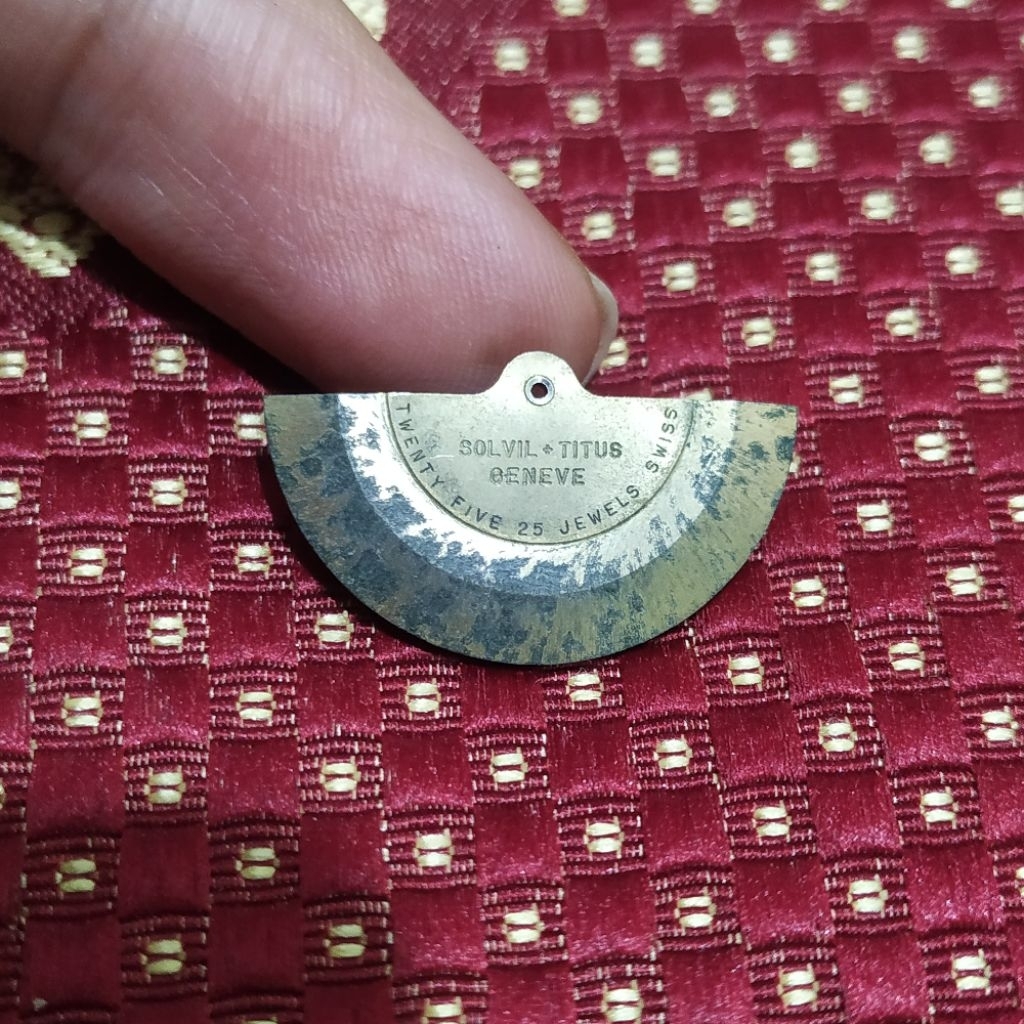 SOLVIL + TITUS
GENEVE
TWENTY FIVE 25 JEWELS SWISS